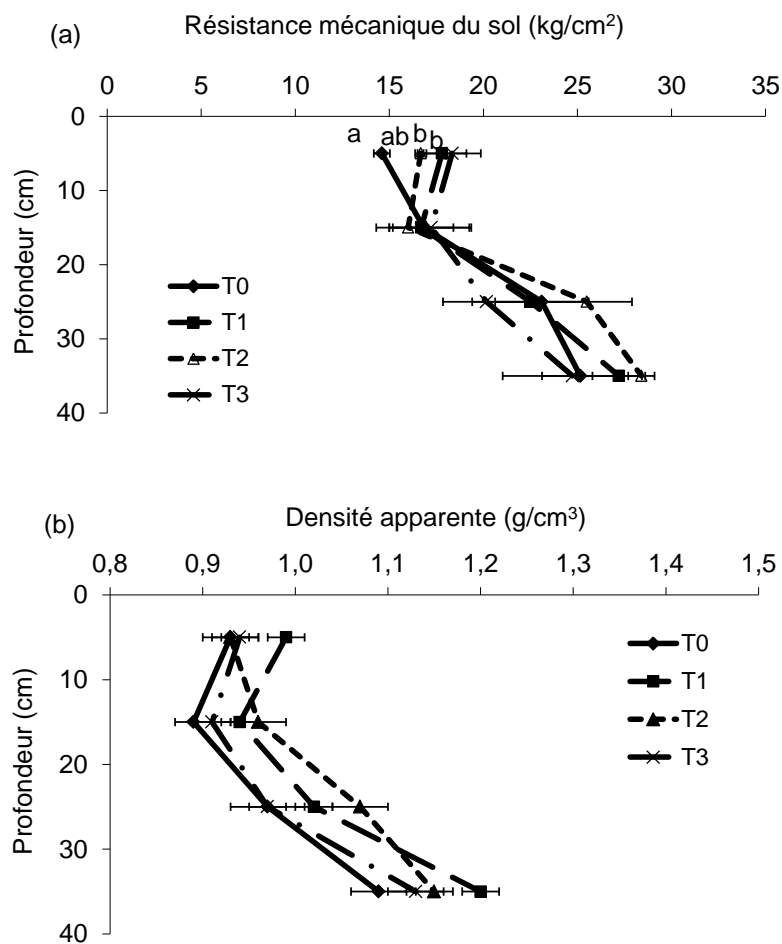 (a) Résistance mécanique du sol (kg/cm²)
0 5 10 15 20 25 30 35
0
a ab b b
10
20
30
40
Profondeur (cm)
T0
T1
T2
T3
(b) Densité apparente (g/cm³)
0,8 0,9 1,0 1,1 1,2 1,3 1,4 1,5
0
10
20
30
40
Profondeur (cm)
T0
T1
T2
T3